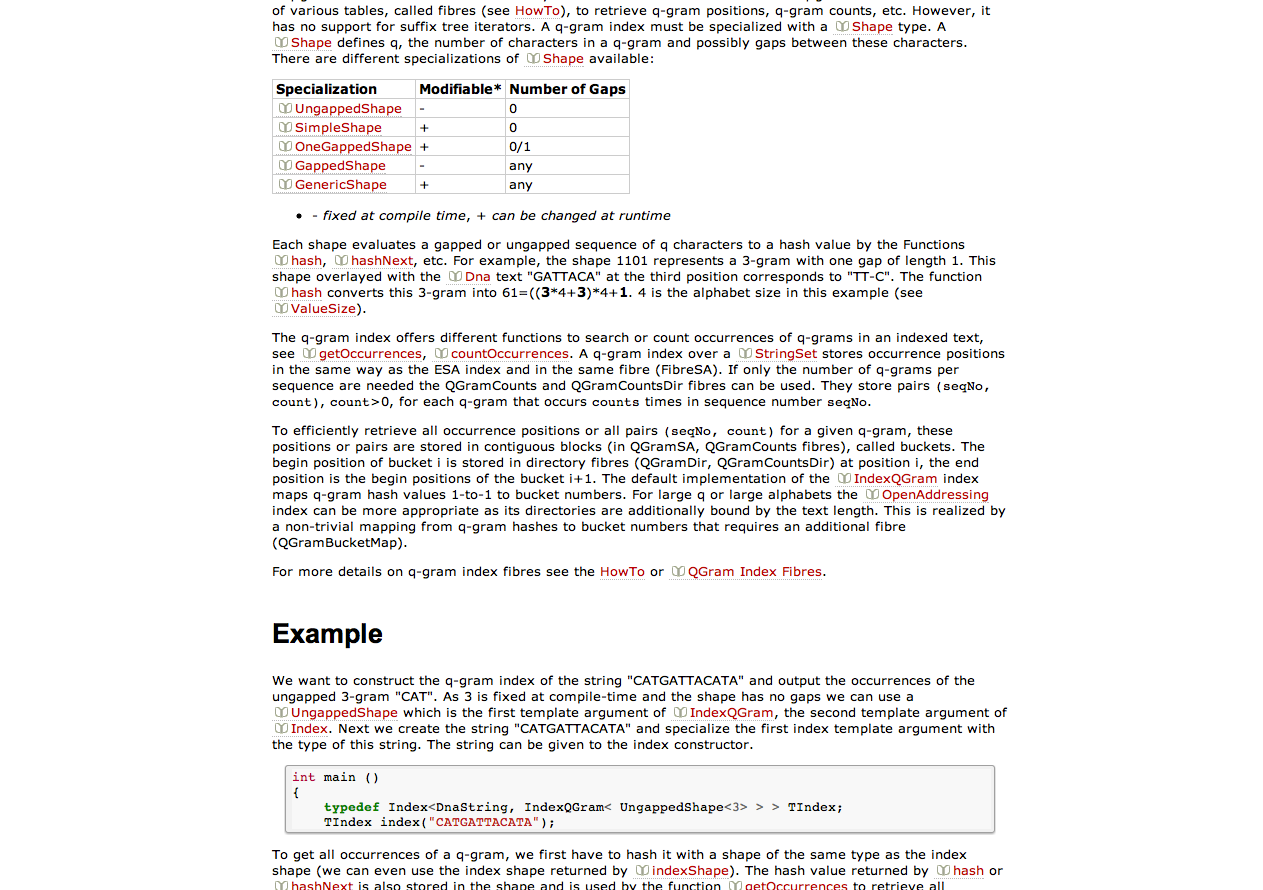 of various tables, called fibres (see HowTo), to retrieve q-gram positions, q-gram counts, etc. However, it
has no support for suffix tree iterators. A q-gram index must be specialized with a Shape type. A
Shape defines q, the number of characters in a q-gram and possibly gaps between these characters.
There are different specializations of Shape available:
Specialization Modifiable* Number of Gaps
UngappedShape - 0
SimpleShape + 0
OneGappedShape + 0/1
GappedShape - any
GenericShape + any
• - fixed at compile time, + can be changed at runtime
Each shape evaluates a gapped or ungapped sequence of q characters to a hash value by the Functions
hash, hashNext, etc. For example, the shape 1101 represents a 3-gram with one gap of length 1. This
shape overlayed with the Dna text "GATTACA" at the third position corresponds to "TT-C". The function
hash converts this 3-gram into 61=((3*4+3)*4+1. 4 is the alphabet size in this example (see
ValueSize).
The q-gram index offers different functions to search or count occurrences of q-grams in an indexed text,
see getOccurrences, countOccurrences. A q-gram index over a StringSet stores occurrence positions
in the same way as the ESA index and in the same fibre (FibreSA). If only the number of q-grams per
sequence are needed the QGramCounts and QGramCountsDir fibres can be used. They store pairs (seqNo,
count), count>0, for each q-gram that occurs counts times in sequence number seqNo.
To efficiently retrieve all occurrence positions or all pairs (seqNo, count) for a given q-gram, these
positions or pairs are stored in contiguous blocks (in QGramSA, QGramCounts fibres), called buckets. The
begin position of bucket i is stored in directory fibres (QGramDir, QGramCountsDir) at position i, the end
position is the begin positions of the bucket i+1. The default implementation of the IndexQGram index
maps q-gram hash values 1-to-1 to bucket numbers. For large q or large alphabets the OpenAddressing
index can be more appropriate as its directories are additionally bound by the text length. This is realized by
a non-trivial mapping from q-gram hashes to bucket numbers that requires an additional fibre
(QGramBucketMap).
For more details on q-gram index fibres see the HowTo or QGram Index Fibres.
Example
We want to construct the q-gram index of the string "CATGATTACATA" and output the occurrences of the
ungapped 3-gram "CAT". As 3 is fixed at compile-time and the shape has no gaps we can use a
UngappedShape which is the first template argument of IndexQGram, the second template argument of
Index. Next we create the string "CATGATTACATA" and specialize the first index template argument with
the type of this string. The string can be given to the index constructor.
int main ()
{
typedef Index<DnaString, IndexQGram< UngappedShape<3> > > TIndex;
TIndex index("CATGATTACATA");
To get all occurrences of a q-gram, we first have to hash it with a shape of the same type as the index
shape (we can even use the index shape returned by indexShape). The hash value returned by hash or
hashNext is also stored in the shape and is used by the function getOccurrences to retrieve all